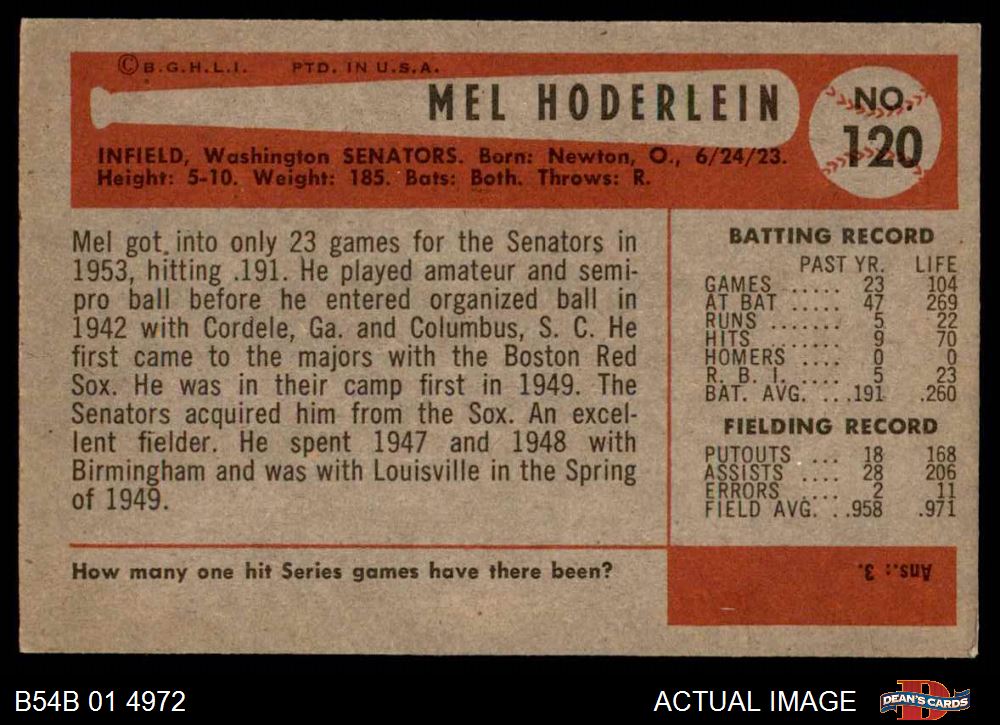 ©B.G.H.L.I. PTD. IN U.S.A.
MEL HODERLEIN
NO.
120
INFIELD, Washington SENATORS. Born: Newton, O., 6/24/23.
Height: 5-10. Weight: 185. Bats: Both. Throws: R.
Mel got into only 23 games for the Senators in
1953, hitting .191. He played amateur and semi-
pro ball before he entered organized ball in
1942 with Cordele, Ga. and Columbus, S. C. He
first came to the majors with the Boston Red
Sox. He was in their camp first in 1949. The
Senators acquired him from the Sox. An excel-
lent fielder. He spent 1947 and 1948 with
Birmingham and was with Louisville in the Spring
of 1949.
BATTING RECORD
PAST YR. LIFE
GAMES ..... 23 104
AT BAT ..... 47 269
RUNS ....... 5 22
HITS ....... 9 70
HOMERS .... 0 0
R. B. I. .... 5 23
BAT. AVG. ...191 .260
FIELDING RECORD
PUTOUTS ... 18 168
ASSISTS .... 28 206
ERRORS .... 2 11
FIELD AVG. ..958 .971
How many one hit Series games have there been?
Ans.: 3.
B54B 01 4972
ACTUAL IMAGE
D
DEAN'S CARDS